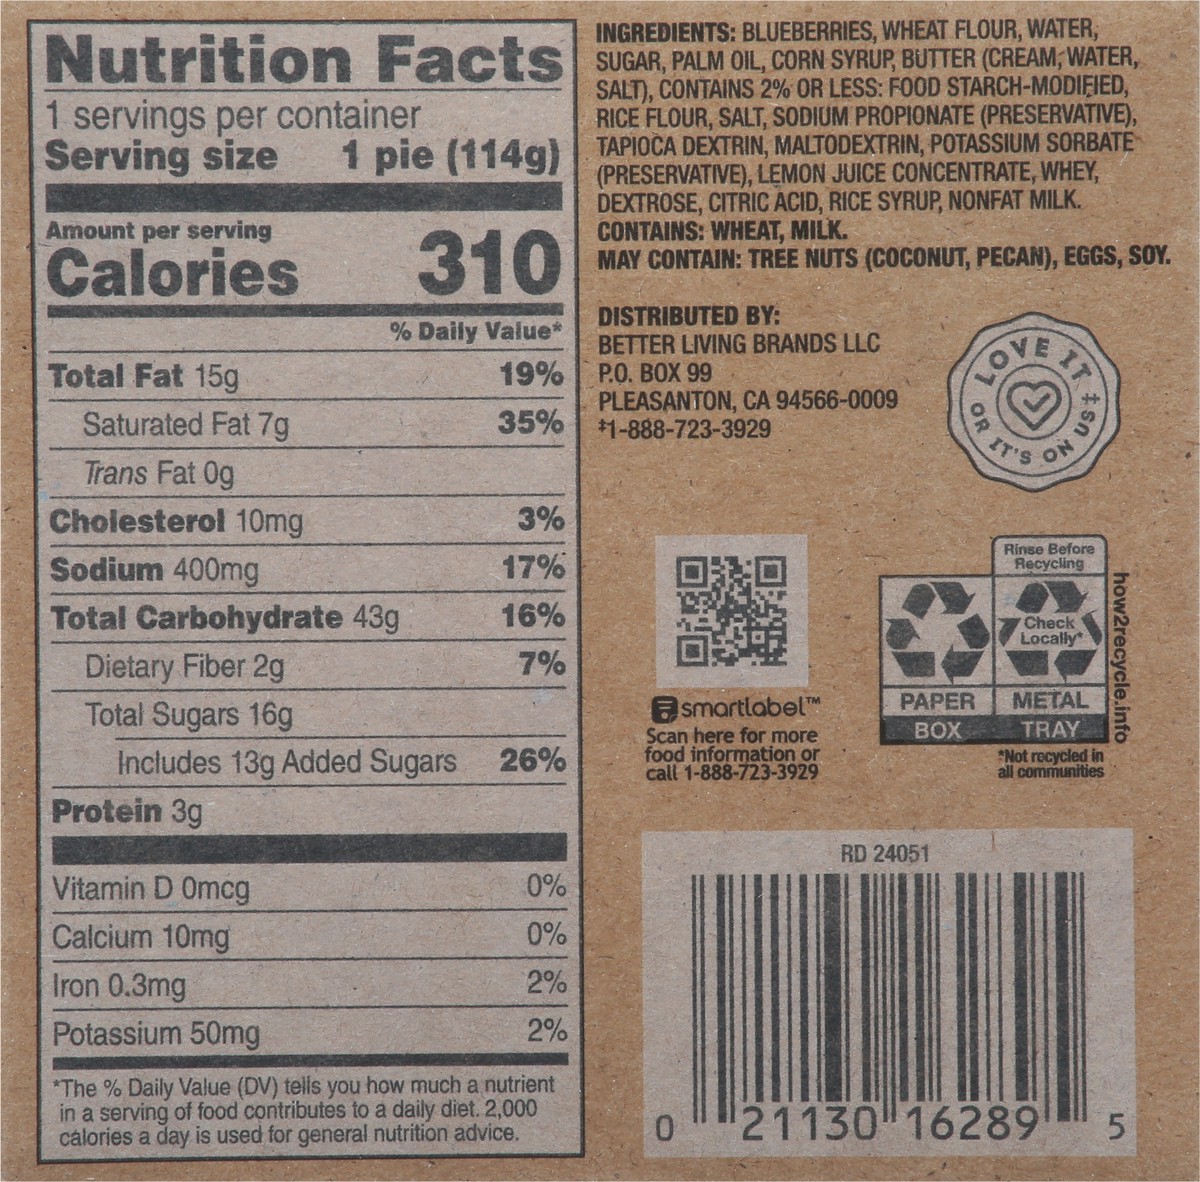 Nutrition Facts
1 servings per container
Serving size 1 pie (114g)
Amount per serving
Calories 310
% Daily Value*
Total Fat 15g 19%
Saturated Fat 7g 35%
Trans Fat 0g
Cholesterol 10mg 3%
Sodium 400mg 17%
Total Carbohydrate 43g 16%
Dietary Fiber 2g 7%
Total Sugars 16g
Includes 13g Added Sugars 26%
Protein 3g
Vitamin D 0mcg 0%
Calcium 10mg 0%
Iron 0.3mg 2%
Potassium 50mg 2%
*The % Daily Value (DV) tells you how much a nutrient
in a serving of food contributes to a daily diet. 2,000
calories a day is used for general nutrition advice.
INGREDIENTS: BLUEBERRIES, WHEAT FLOUR, WATER,
SUGAR, PALM OIL, CORN SYRUP, BUTTER (CREAM, WATER,
SALT), CONTAINS 2% OR LESS: FOOD STARCH-MODIFIED,
RICE FLOUR, SALT, SODIUM PROPIONATE (PRESERVATIVE),
TAPIOCA DEXTRIN, MALTODEXTRIN, POTASSIUM SORBATE
(PRESERVATIVE), LEMON JUICE CONCENTRATE, WHEY,
DEXTROSE, CITRIC ACID, RICE SYRUP, NONFAT MILK.
CONTAINS: WHEAT, MILK.
MAY CONTAIN: TREE NUTS (COCONUT, PECAN), EGGS, SOY.
DISTRIBUTED BY:
BETTER LIVING BRANDS LLC
P.O. BOX 99
PLEASANTON, CA 94566-0009
‡1-888-723-3929
LOVE IT
OR IT'S ON US‡
smartlabel™
Scan here for more
food information or
call 1-888-723-3929
Rinse Before
Recycling
Check
Locally*
PAPER METAL
BOX TRAY
how2recycle.info
*Not recycled in
all communities
RD 24051
0 21130 16289 5